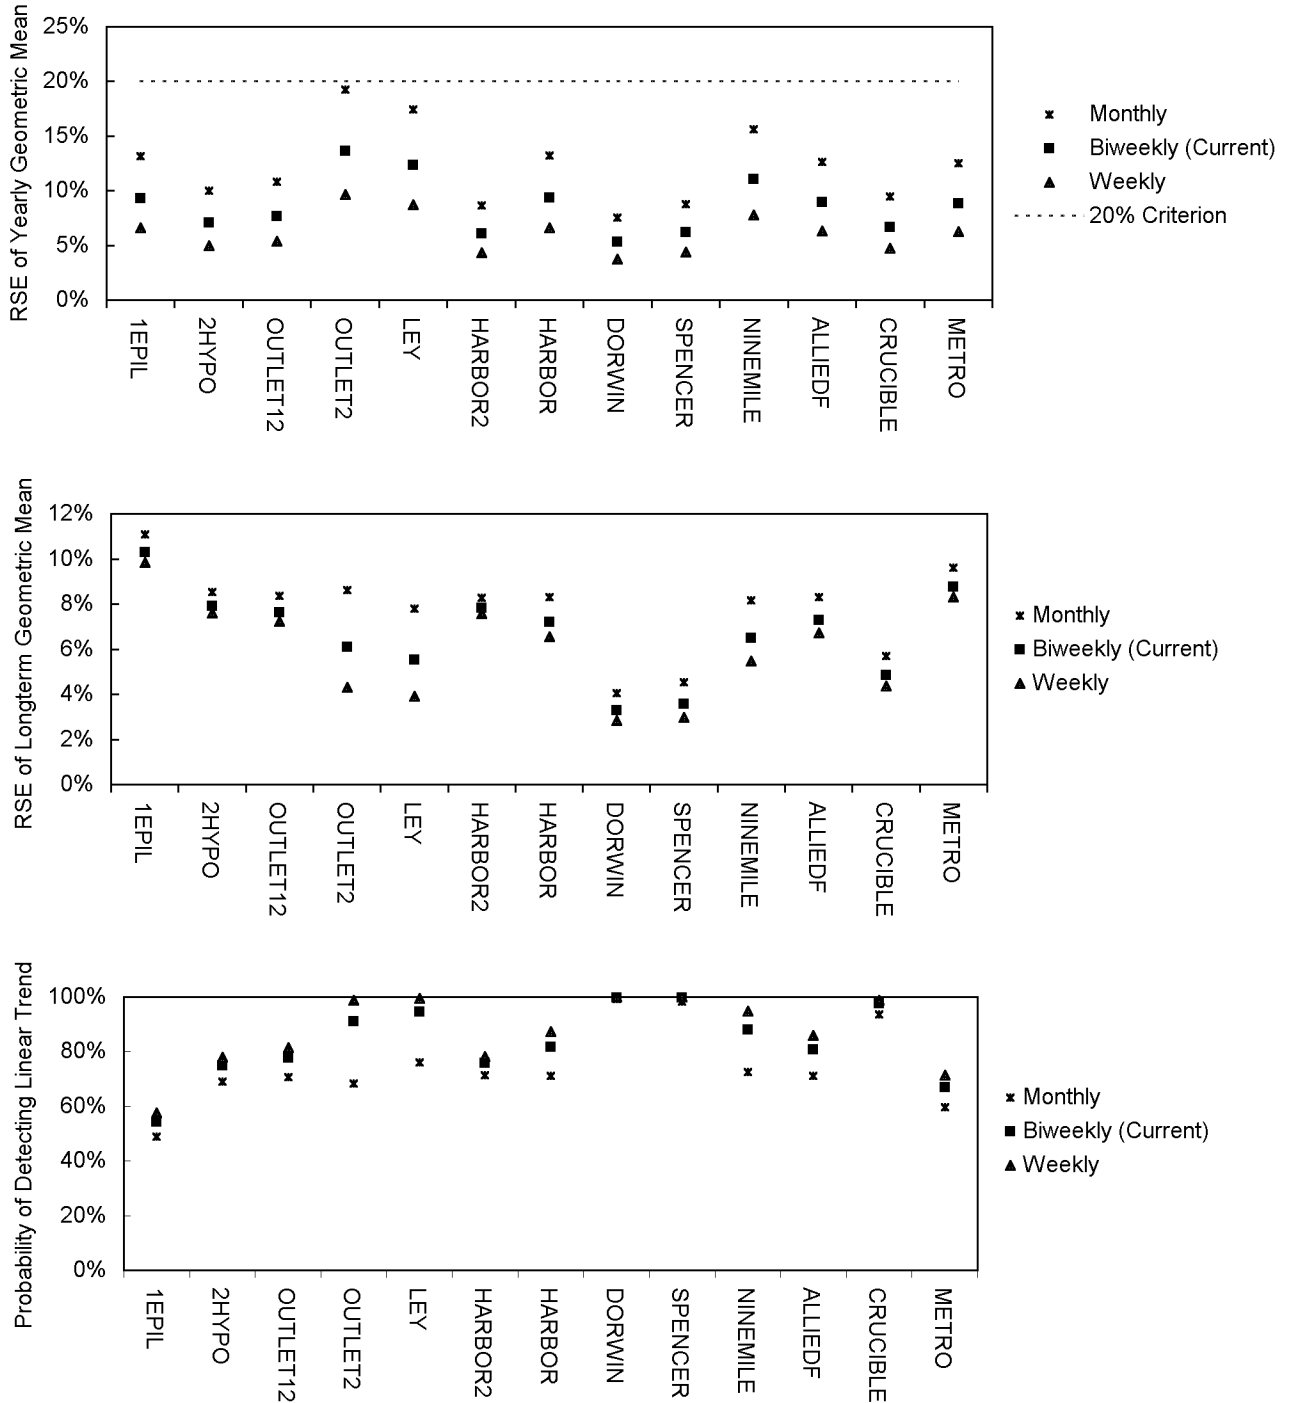 RSE of Yearly Geometric Mean
25%
20%
15%
10%
5%
0%
1EPIL
2HYPO
OUTLET12
OUTLET2
LEY
HARBOR2
HARBOR
DORWIN
SPENCER
NINEMILE
ALLIEDF
CRUCIBLE
METRO
Monthly
Biweekly (Current)
Weekly
20% Criterion
RSE of Longterm Geometric Mean
12%
10%
8%
6%
4%
2%
0%
1EPIL
2HYPO
OUTLET12
OUTLET2
LEY
HARBOR2
HARBOR
DORWIN
SPENCER
NINEMILE
ALLIEDF
CRUCIBLE
METRO
Monthly
Biweekly (Current)
Weekly
Probability of Detecting Linear Trend
100%
80%
60%
40%
20%
0%
1EPIL
2HYPO
OUTLET12
OUTLET2
LEY
HARBOR2
HARBOR
DORWIN
SPENCER
NINEMILE
ALLIEDF
CRUCIBLE
METRO
Monthly
Biweekly (Current)
Weekly